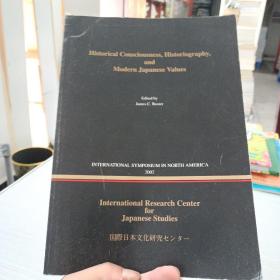 Historical Consciousness, Historiography,
and
Modern Japanese Values
Edited by
James C. Baxter
INTERNATIONAL SYMPOSIUM IN NORTH AMERICA
2002
International Research Center
for
Japanese Studies
国際日本文化研究センター